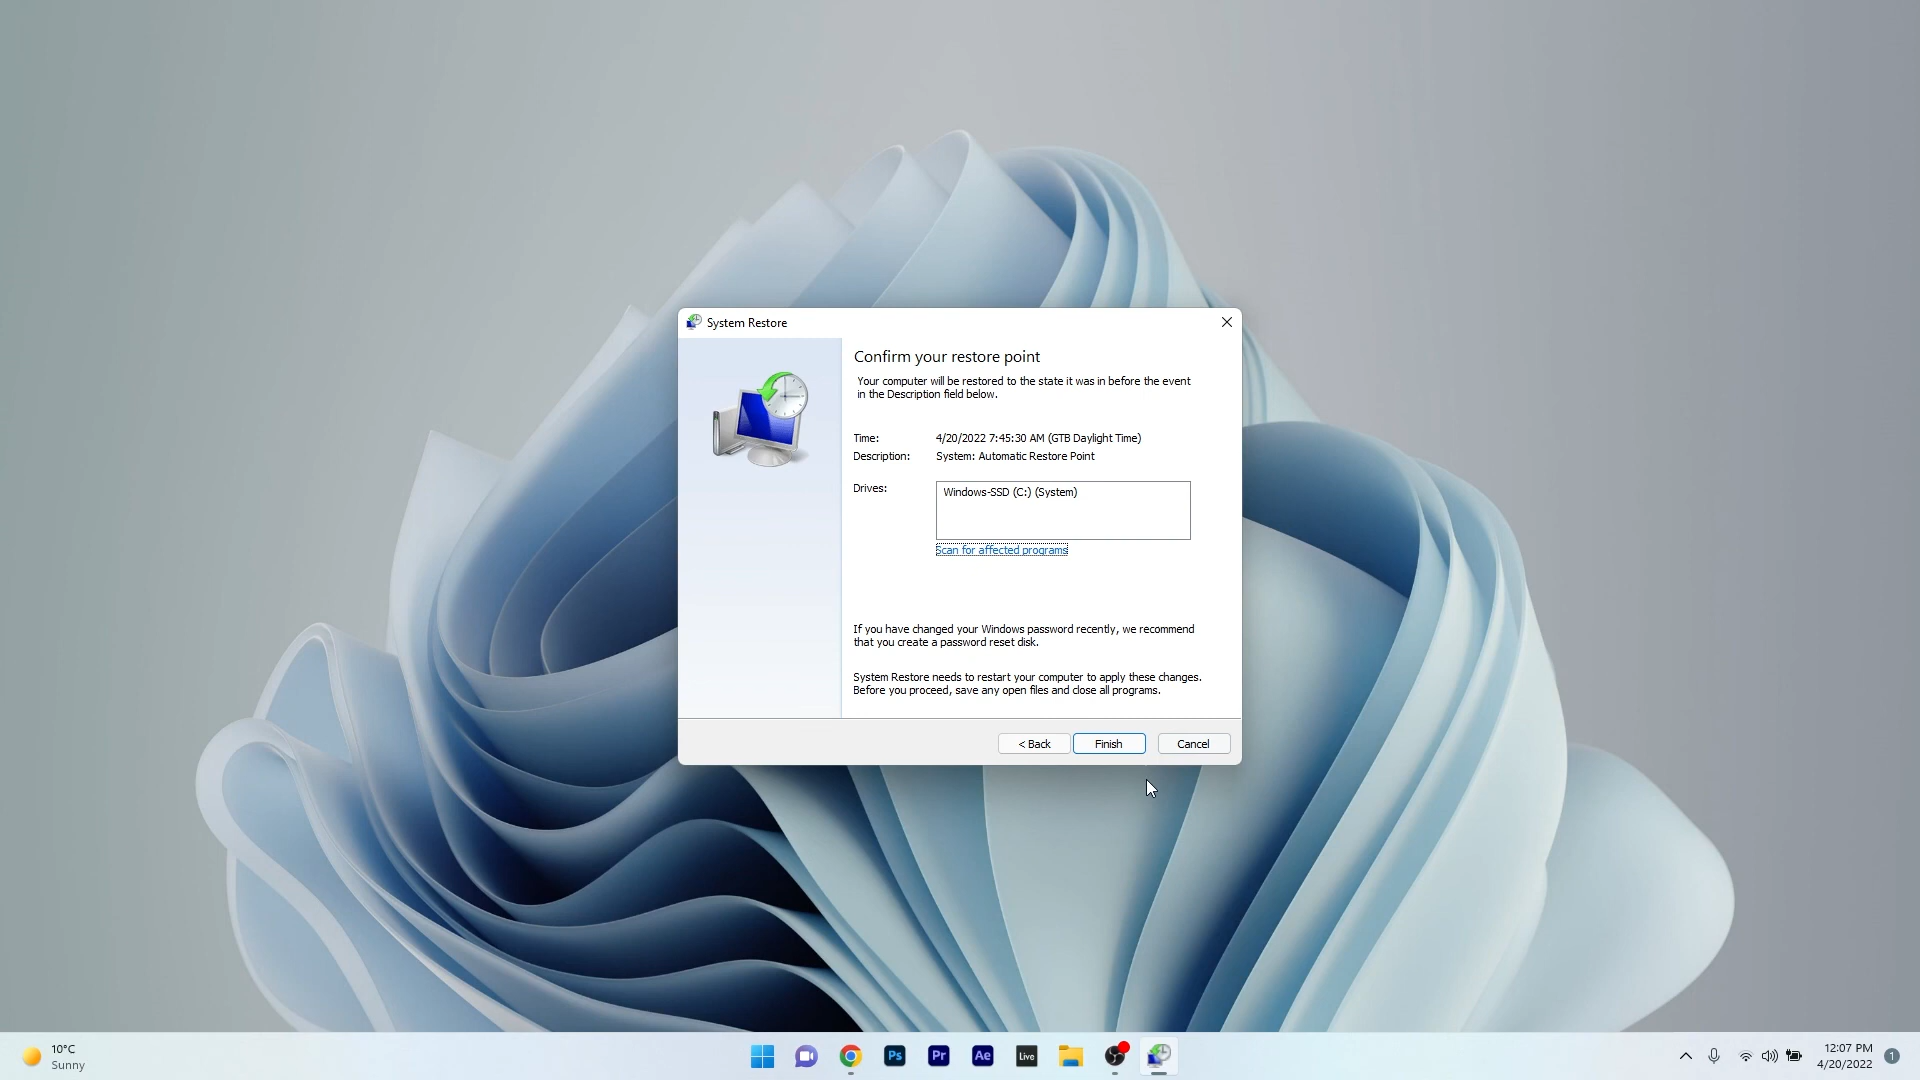 System Restore
Confirm your restore point
Your computer will be restored to the state it was in before the event
in the Description field below.
Time: 4/20/2022 7:45:30 AM (GTB Daylight Time)
Description: System: Automatic Restore Point
Drives: Windows-SSD (C:) (System)
Scan for affected programs
If you have changed your Windows password recently, we recommend
that you create a password reset disk.
System Restore needs to restart your computer to apply these changes.
Before you proceed, save any open files and close all programs.
< Back Finish Cancel
10°C
Sunny
Ps Pr Ae Live
12:07 PM
4/20/2022
1